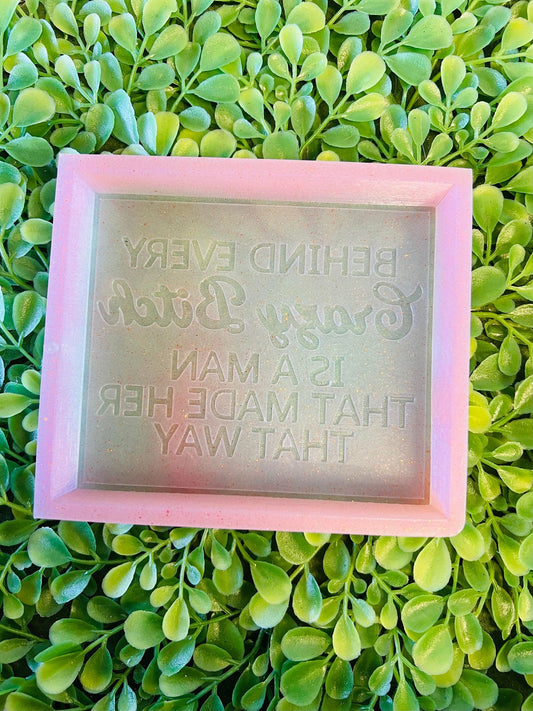 BEHIND EVERY
Crazy Bitch
IS A MAN
THAT MADE HER
THAT WAY